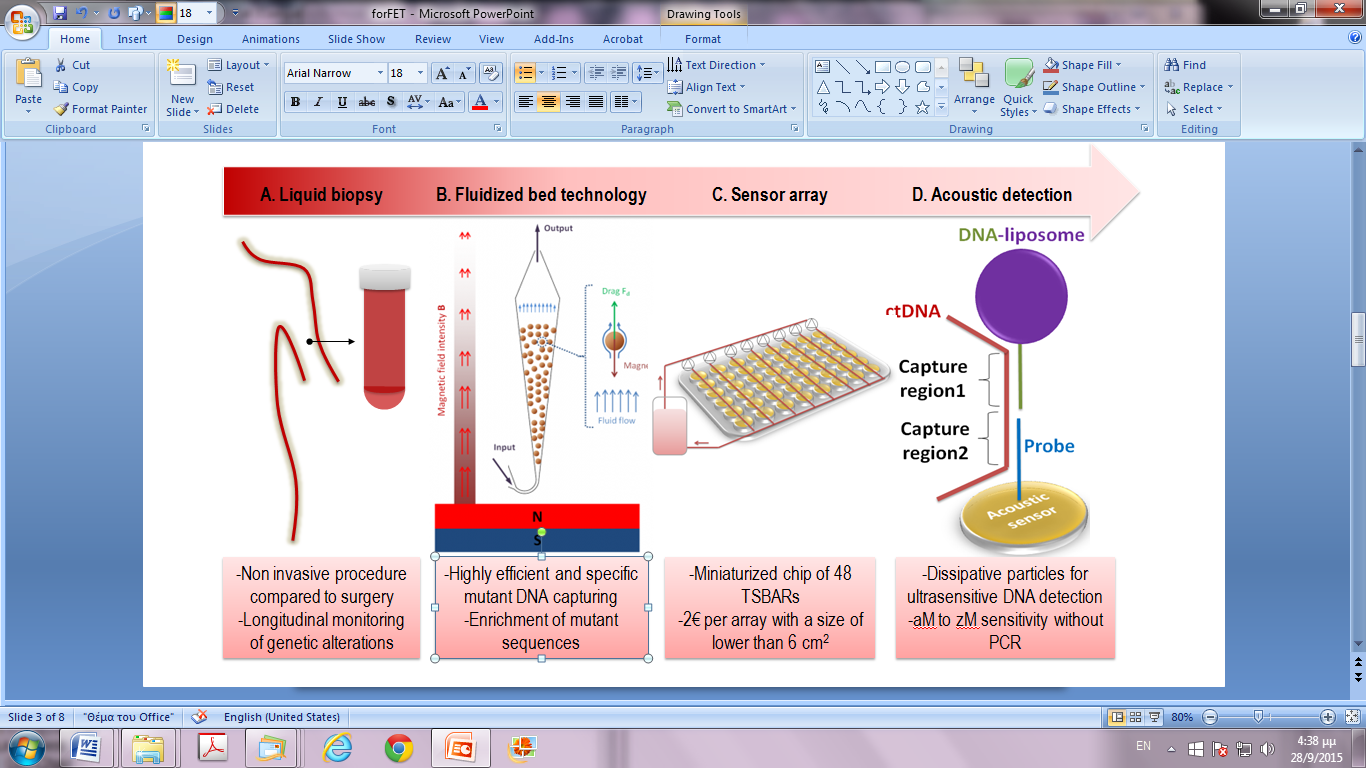 18
forFET - Microsoft PowerPoint
Drawing Tools
Home Insert Design Animations Slide Show Review View Add-Ins Acrobat Format
Paste
Cut
Copy
Format Painter
Clipboard
New Slide
Layout
Reset
Delete
Slides
Arial Narrow 18
B I U abc S AV Aa A
Font
Text Direction
Align Text
Convert to SmartArt
Paragraph
Arrange
Quick Styles
Shape Fill
Shape Outline
Shape Effects
Drawing
Find
Replace
Select
Editing
A. Liquid biopsy B. Fluidized bed technology C. Sensor array D. Acoustic detection
Magnetic field intensity B
Output
Input
Drag Fd
Magne
Fluid flow
N
S
DNA-liposome
ctDNA
Capture
region1
Capture
region2
Probe
Acoustic
sensor
-Non invasive procedure
compared to surgery
-Longitudinal monitoring
of genetic alterations
-Highly efficient and specific
mutant DNA capturing
-Enrichment of mutant
sequences
-Miniaturized chip of 48
TSBARs
-2€ per array with a size of
lower than 6 cm²
-Dissipative particles for
ultrasensitive DNA detection
-aM to zM sensitivity without
PCR
Slide 3 of 8 "Θέμα του Office" English (United States) 80%
EN
4:38 μμ
28/9/2015